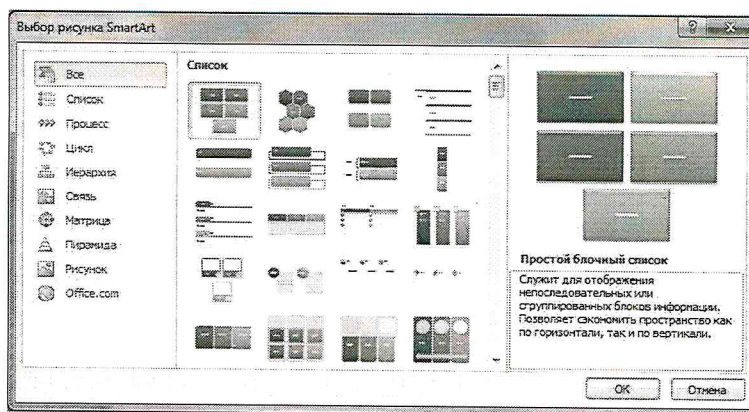 Выбор рисунка SmartArt
Все
Список
Процесс
Цикл
Иерархия
Связь
Матрица
Пирамида
Рисунок
Office.com
Список
Простой блочный список
Служит для отображения
непоследовательных или
сгруппированных блоков информации.
Позволяет сэкономить пространство как
по горизонтали, так и по вертикали.
ОК
Отмена